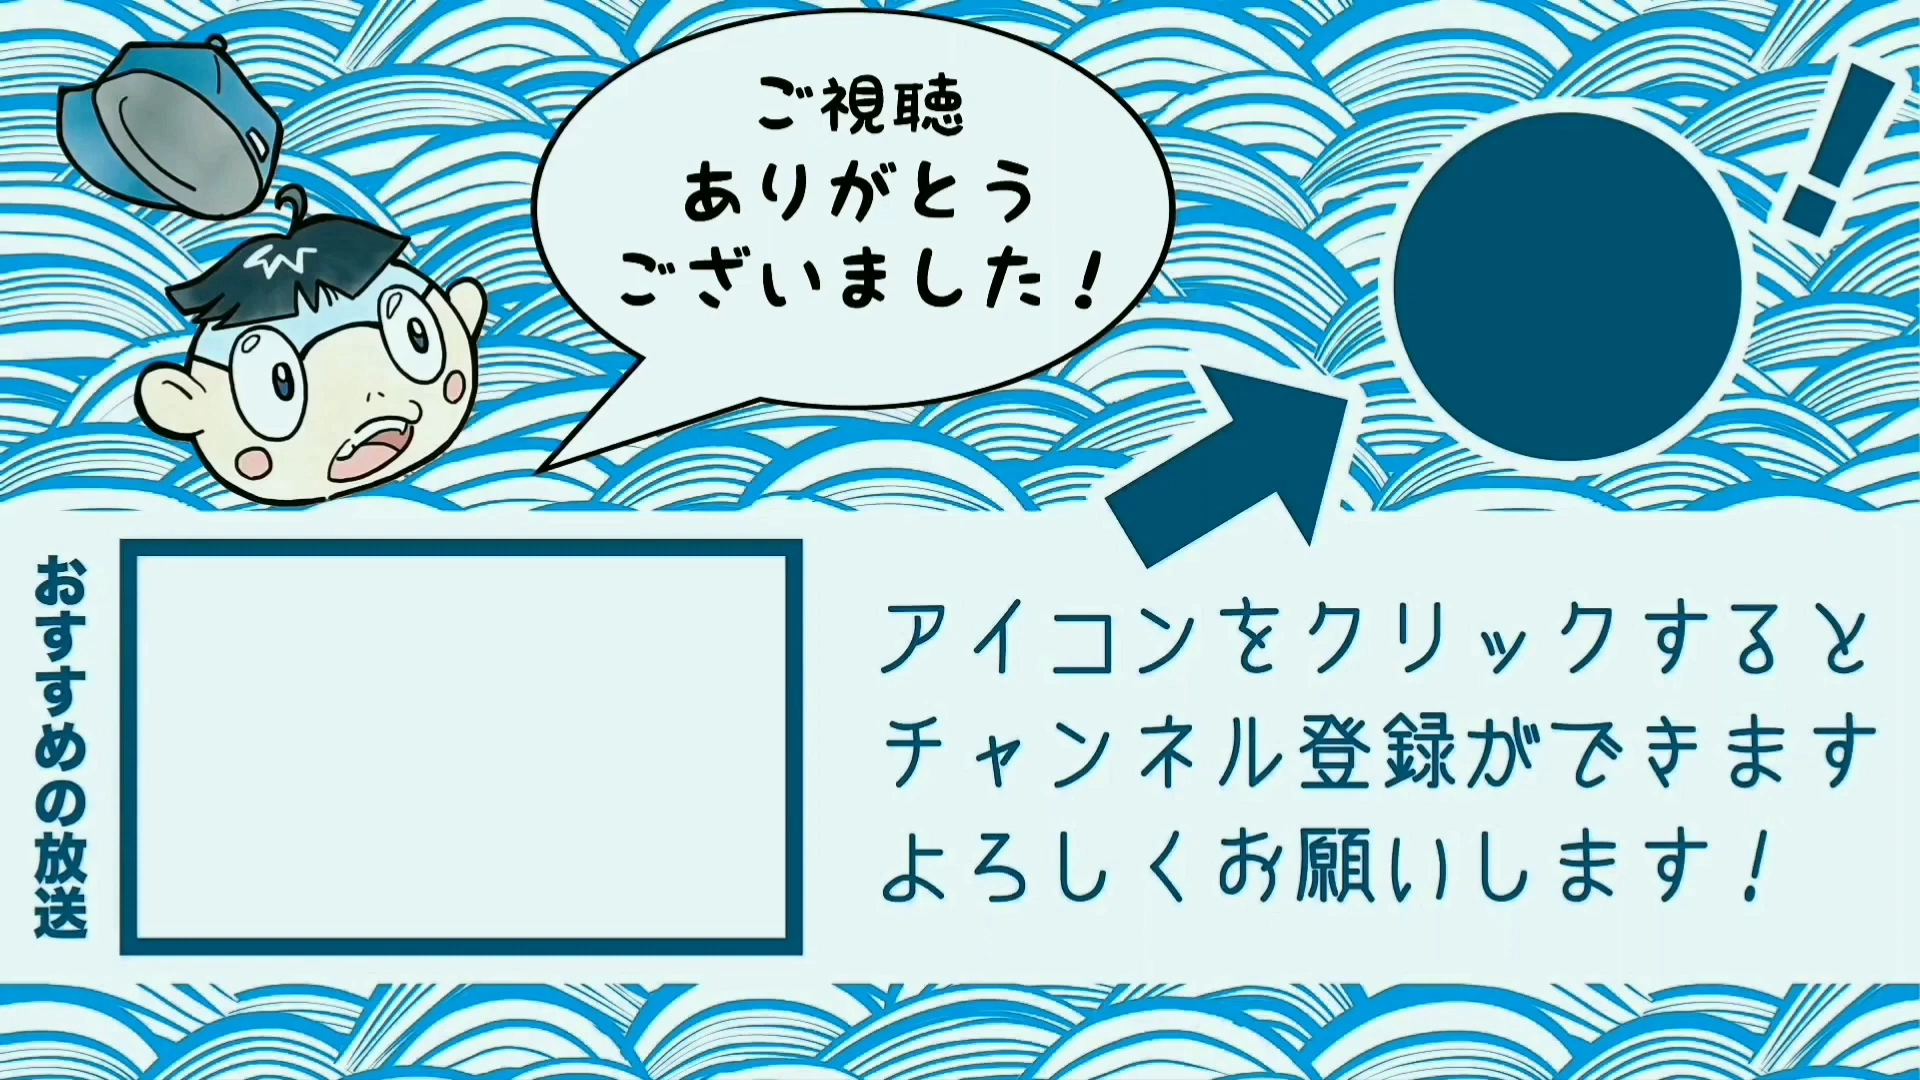 ご視聴
ありがとう
ございました！
！
おすすめの放送
アイコンをクリックすると
チャンネル登録ができます
よろしくお願いします！